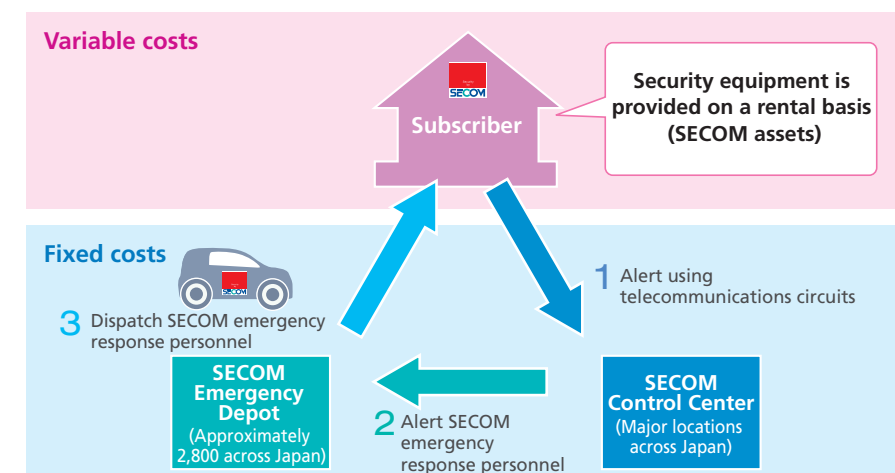 Variable costs
SECOM
Subscriber
Security equipment is
provided on a rental basis
(SECOM assets)
Fixed costs
SECOM
1 Alert using
telecommunications circuits
3 Dispatch SECOM emergency
response personnel
SECOM
Emergency
Depot
(Approximately
2,800 across Japan)
2 Alert SECOM
emergency
response personnel
SECOM
Control Center
(Major locations
across Japan)